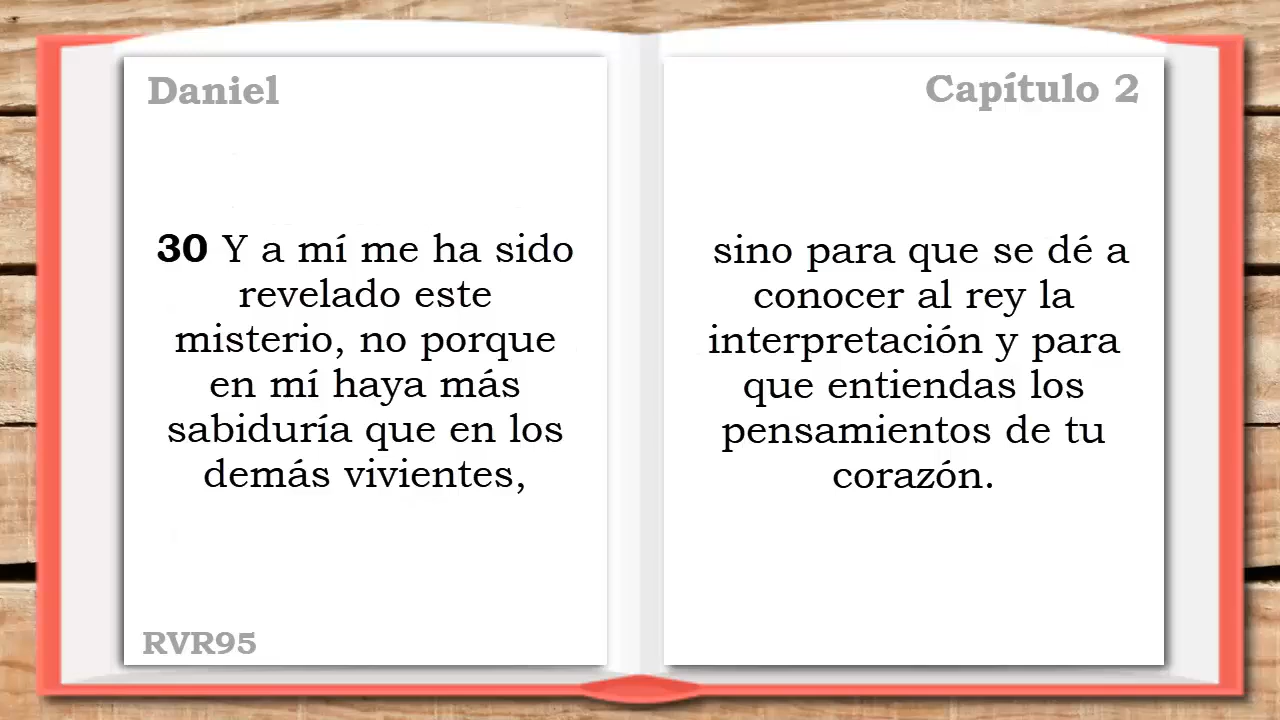 Daniel
30 Y a mí me ha sido
revelado este
misterio, no porque
en mí haya más
sabiduría que en los
demás vivientes,
RVR95
Capítulo 2
sino para que se dé a
conocer al rey la
interpretación y para
que entiendas los
pensamientos de tu
corazón.